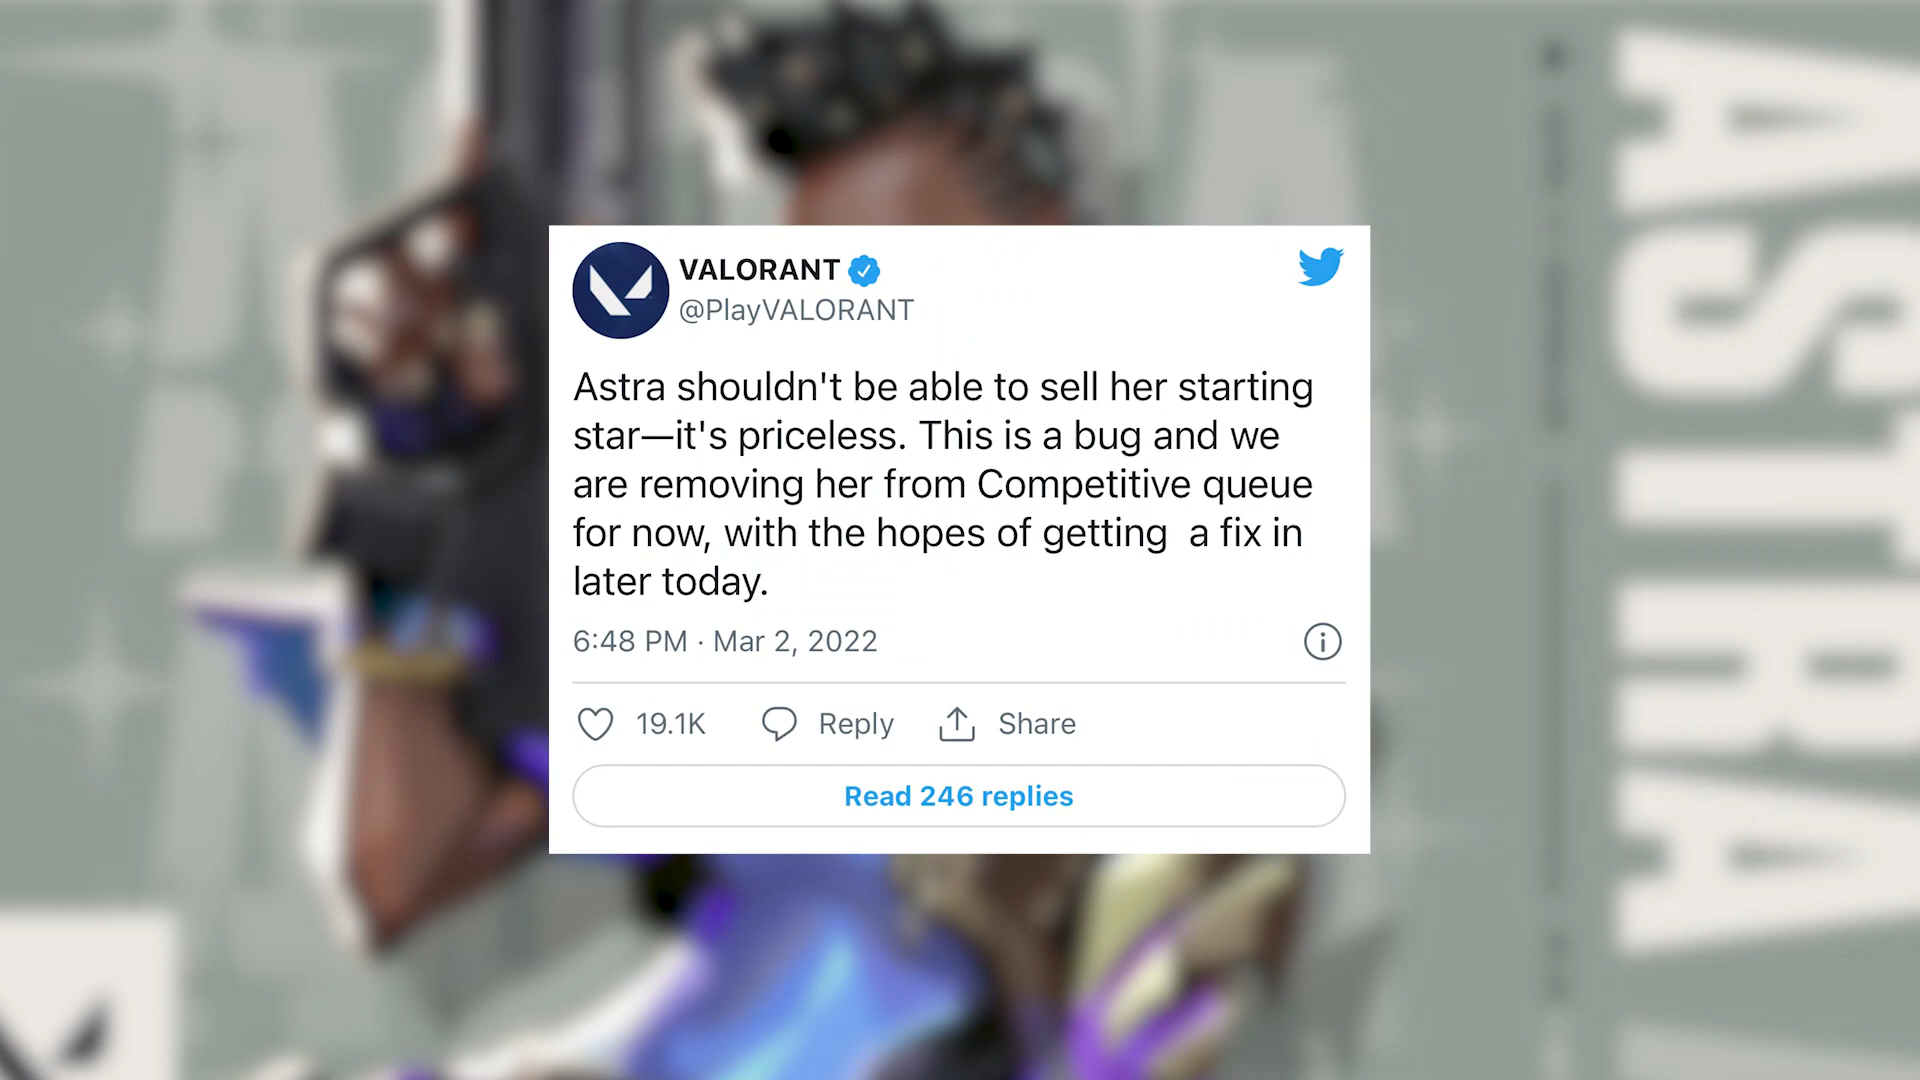 VALORANT
@PlayVALORANT
Astra shouldn't be able to sell her starting
star—it's priceless. This is a bug and we
are removing her from Competitive queue
for now, with the hopes of getting  a fix in
later today.
6:48 PM · Mar 2, 2022
19.1K
Reply
Share
Read 246 replies
ASTRA